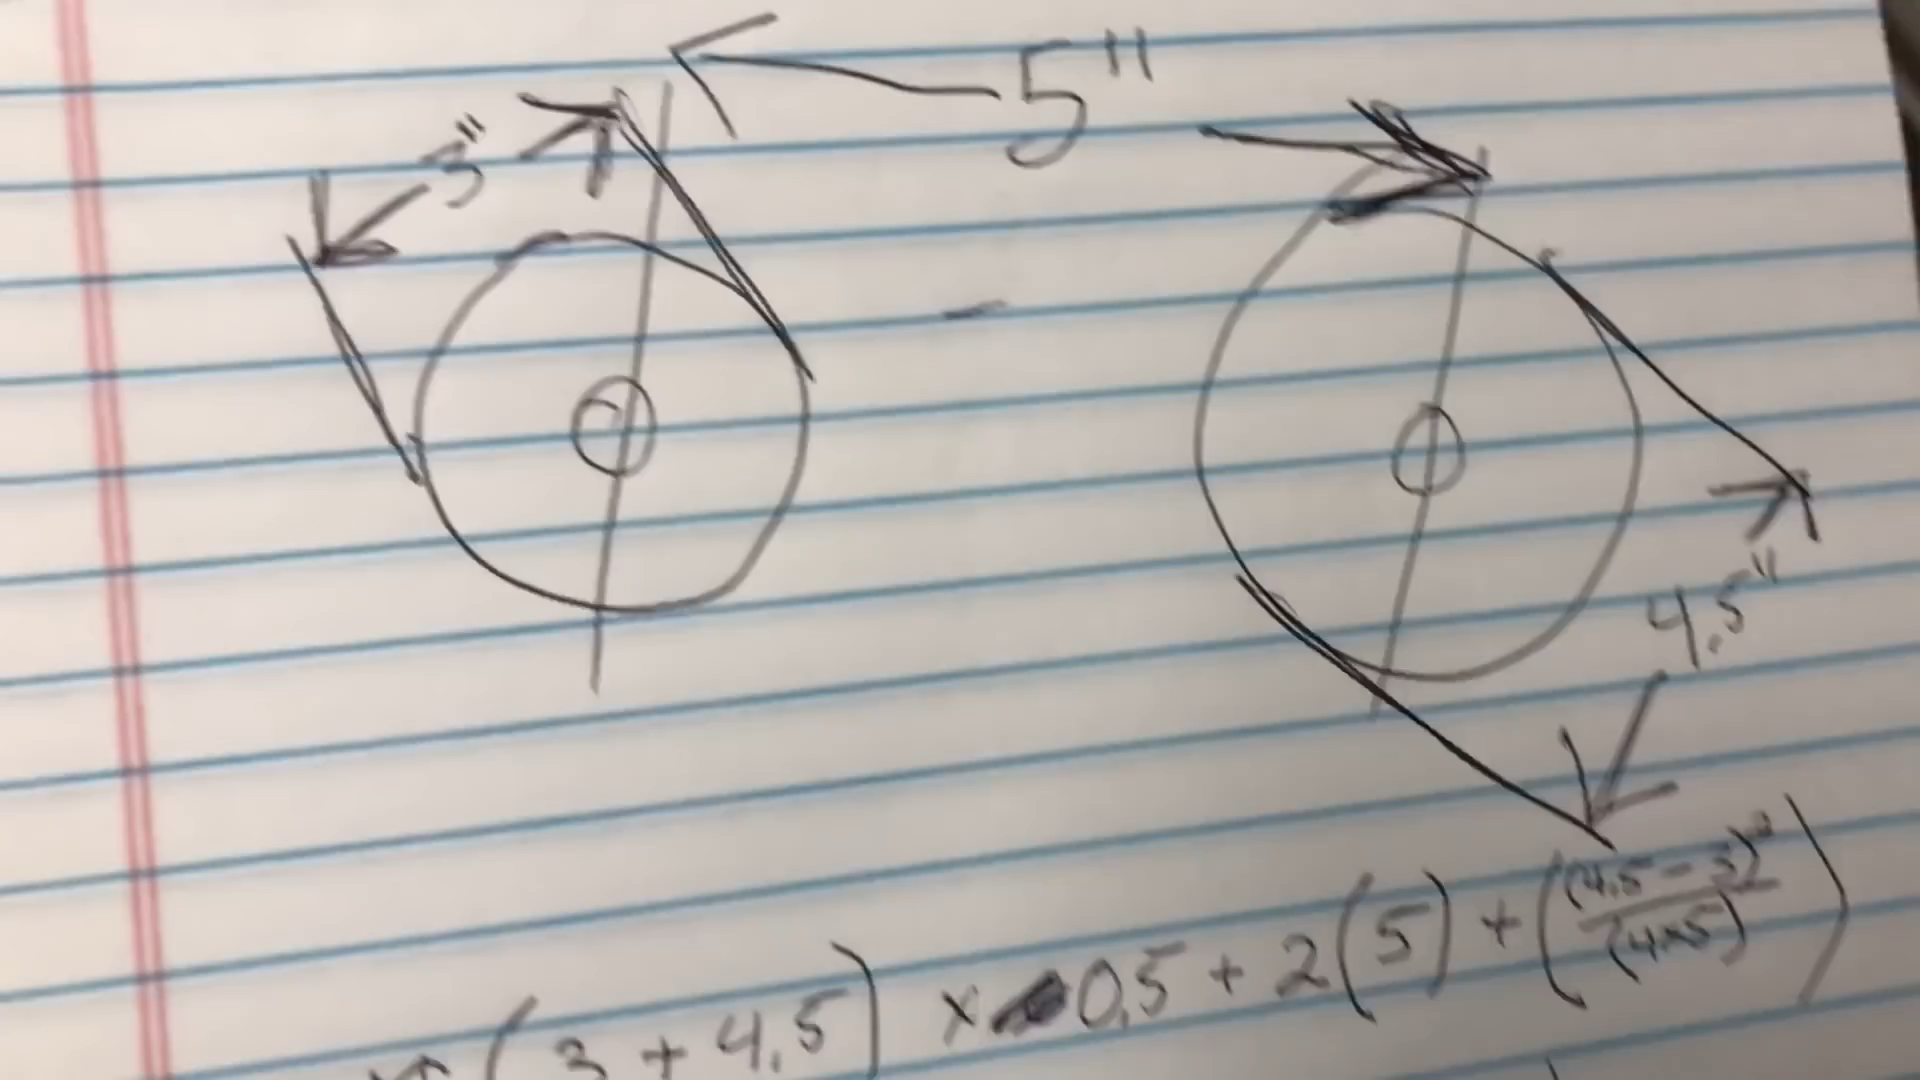 5"
3"
4.5"
π (3 + 4.5) x 0.5 + 2(5) + ((4.5 - 3)²/(4x5))